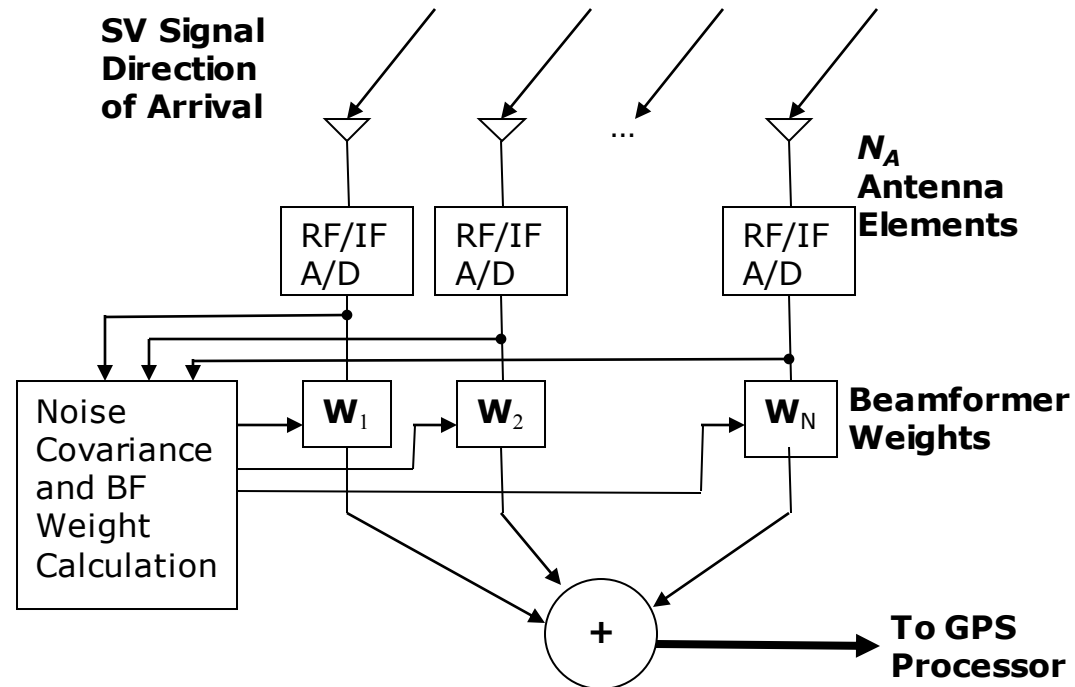 SV Signal
Direction
of Arrival
...
N_A
Antenna
Elements
RF/IF
A/D
RF/IF
A/D
RF/IF
A/D
Noise
Covariance
and BF
Weight
Calculation
W₁
W₂
W_N
Beamformer
Weights
+
To GPS
Processor